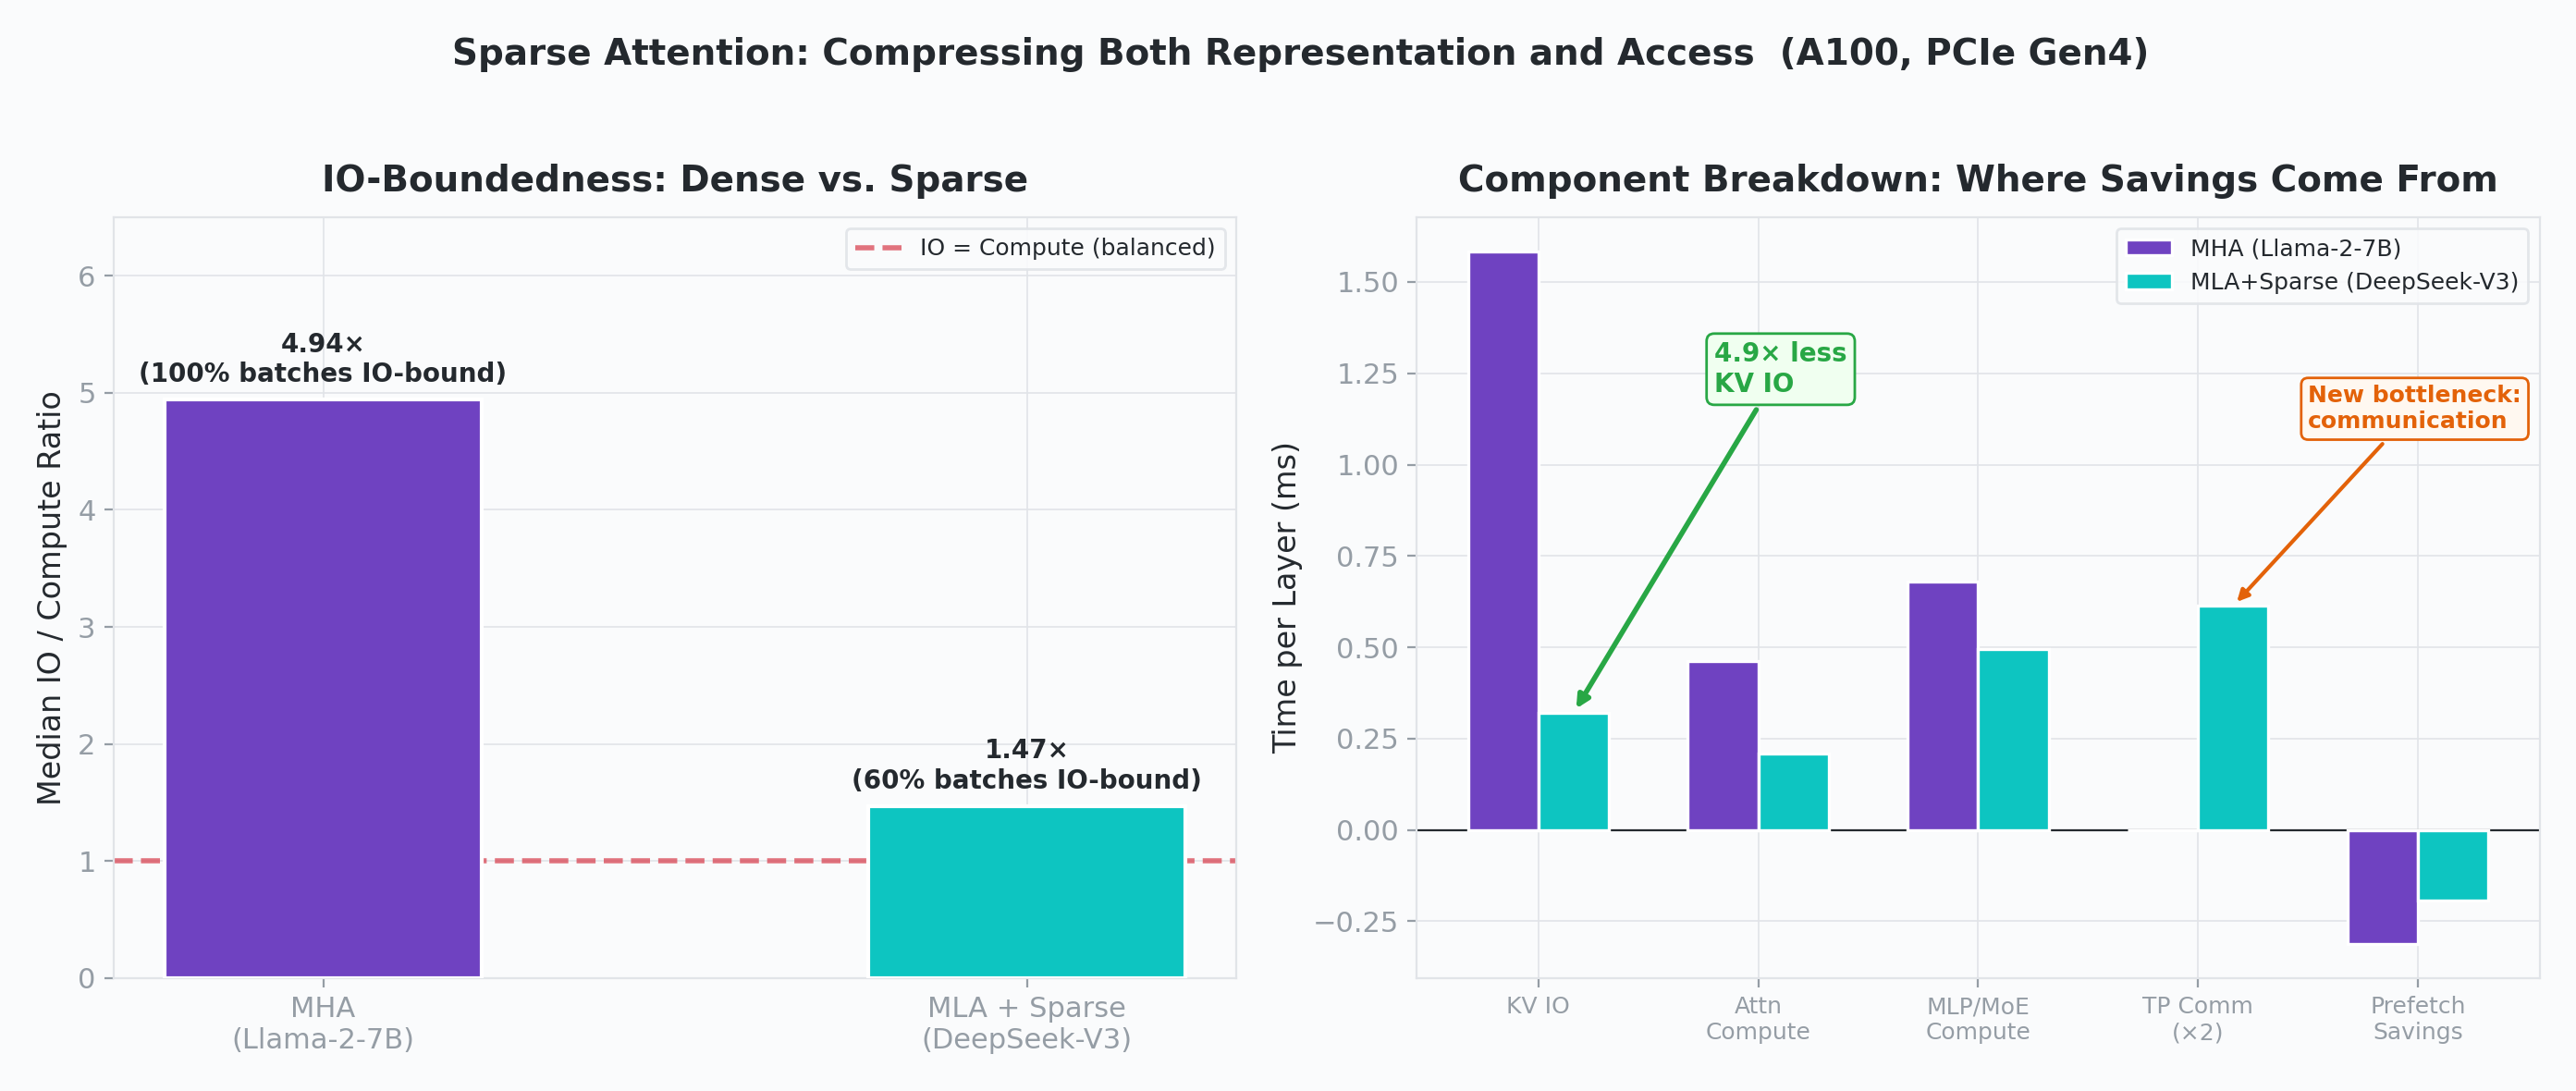 Sparse Attention: Compressing Both Representation and Access (A100, PCIe Gen4)
IO-Boundedness: Dense vs. Sparse
Median IO / Compute Ratio
6
5
4
3
2
1
0
IO = Compute (balanced)
4.94×
(100% batches IO-bound)
1.47×
(60% batches IO-bound)
MHA
(Llama-2-7B)
MLA + Sparse
(DeepSeek-V3)
Component Breakdown: Where Savings Come From
Time per Layer (ms)
1.50
1.25
1.00
0.75
0.50
0.25
0.00
−0.25
MHA (Llama-2-7B)
MLA+Sparse (DeepSeek-V3)
4.9× less
KV IO
New bottleneck:
communication
KV IO
Attn
Compute
MLP/MoE
Compute
TP Comm
(×2)
Prefetch
Savings